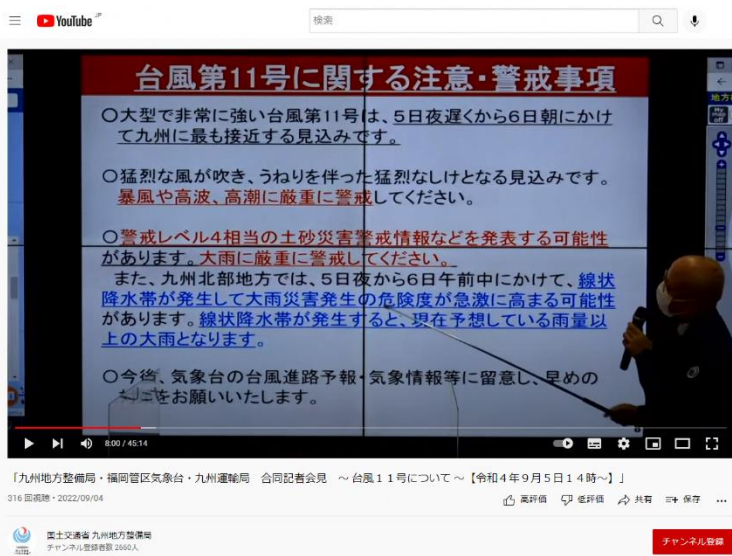 YouTube JP
検索
台風第11号に関する注意・警戒事項
〇大型で非常に強い台風第11号は、5日夜遅くから6日朝にかけ
て九州に最も接近する見込みです。
〇猛烈な風が吹き、うねりを伴った猛烈なしけとなる見込みです。
暴風や高波、高潮に厳重に警戒してください。
〇警戒レベル4相当の土砂災害警戒情報などを発表する可能性
があります。大雨に厳重に警戒してください。
また、九州北部地方では、5日夜から6日午前中にかけて、線状
降水帯が発生して大雨災害発生の危険度が急激に高まる可能性
があります。線状降水帯が発生すると、現在予想している雨量以
上の大雨となります。
〇今後、気象台の台風進路予報・気象情報等に留意し、早めの
をお願いいたします。
8:00 / 45:14
「九州地方整備局・福岡管区気象台・九州運輸局　合同記者会見　～台風１１号について～【令和４年９月５日１４時～】」
316 回視聴・2022/09/04
高評価 低評価 共有 保存
国土交通省 九州地方整備局
チャンネル登録者数 2660人
チャンネル登録